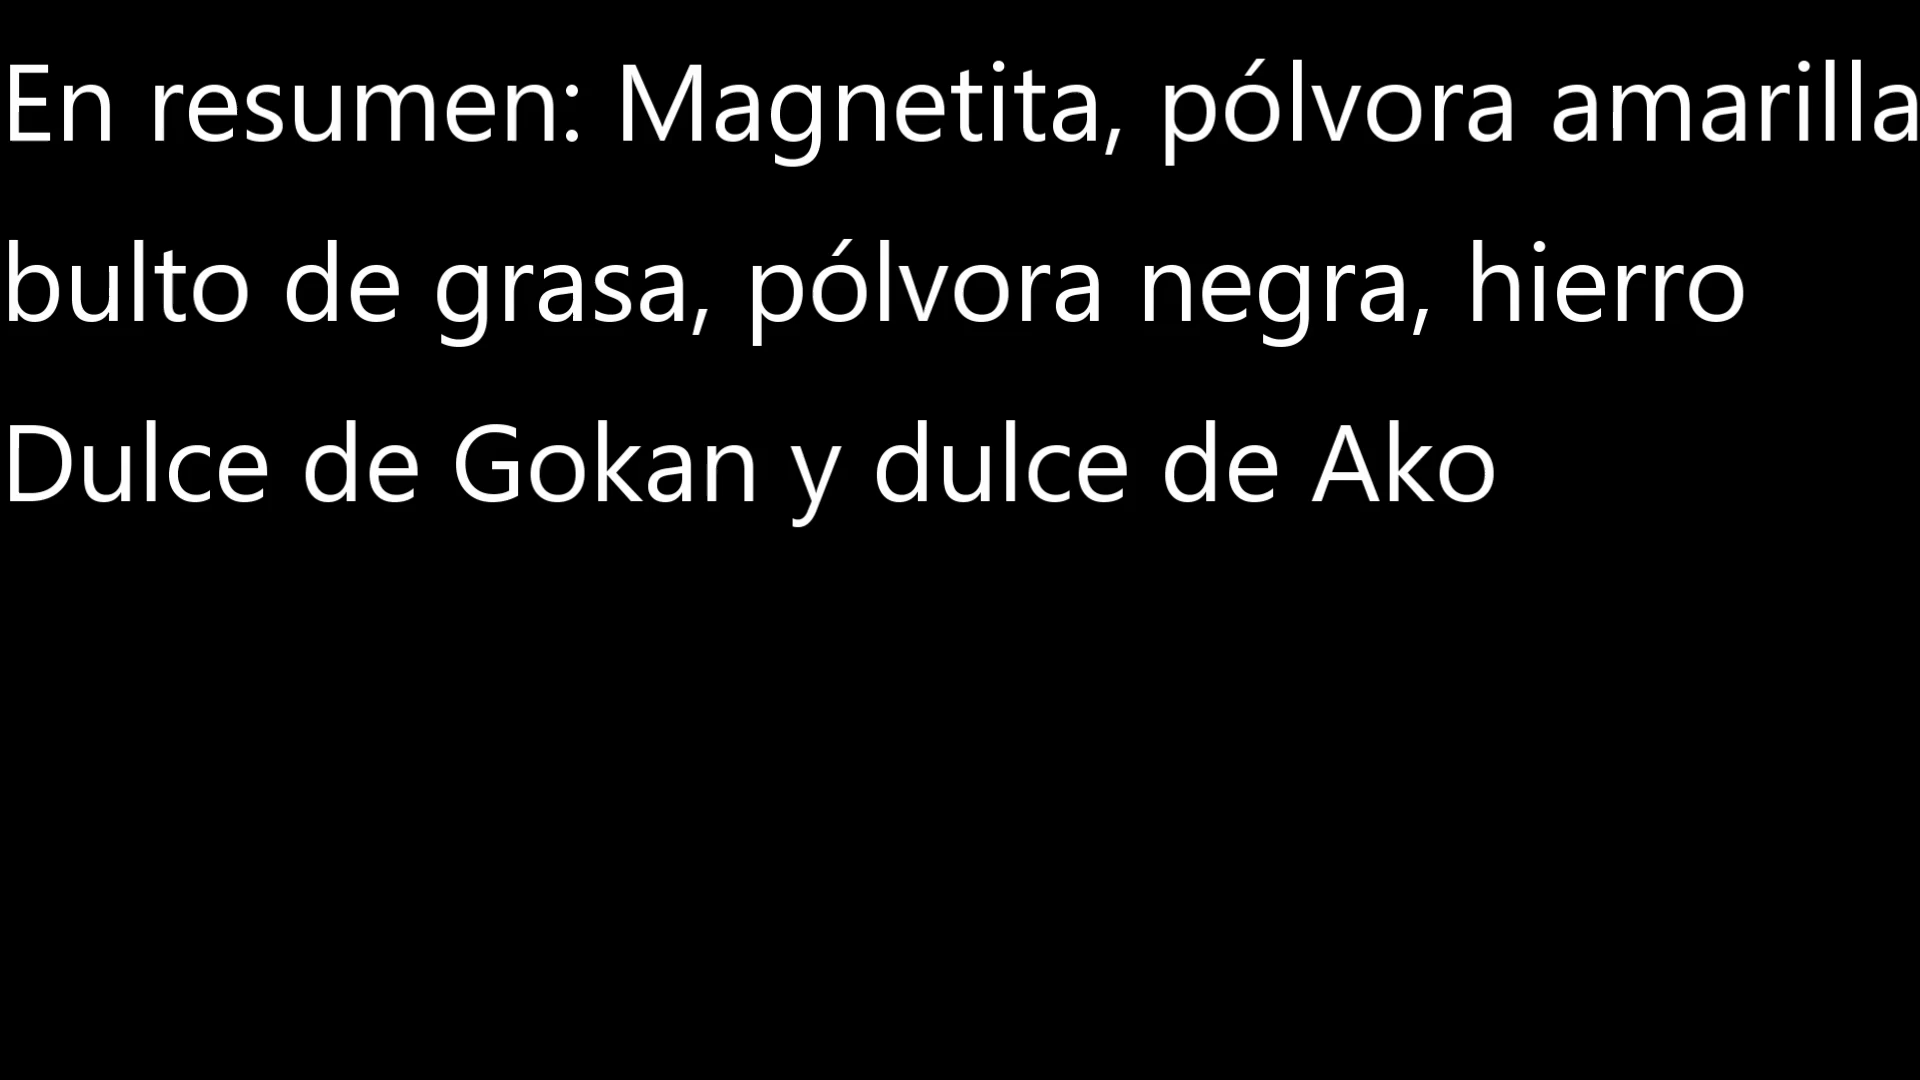 En resumen: Magnetita, pólvora amarilla
bulto de grasa, pólvora negra, hierro
Dulce de Gokan y dulce de Ako